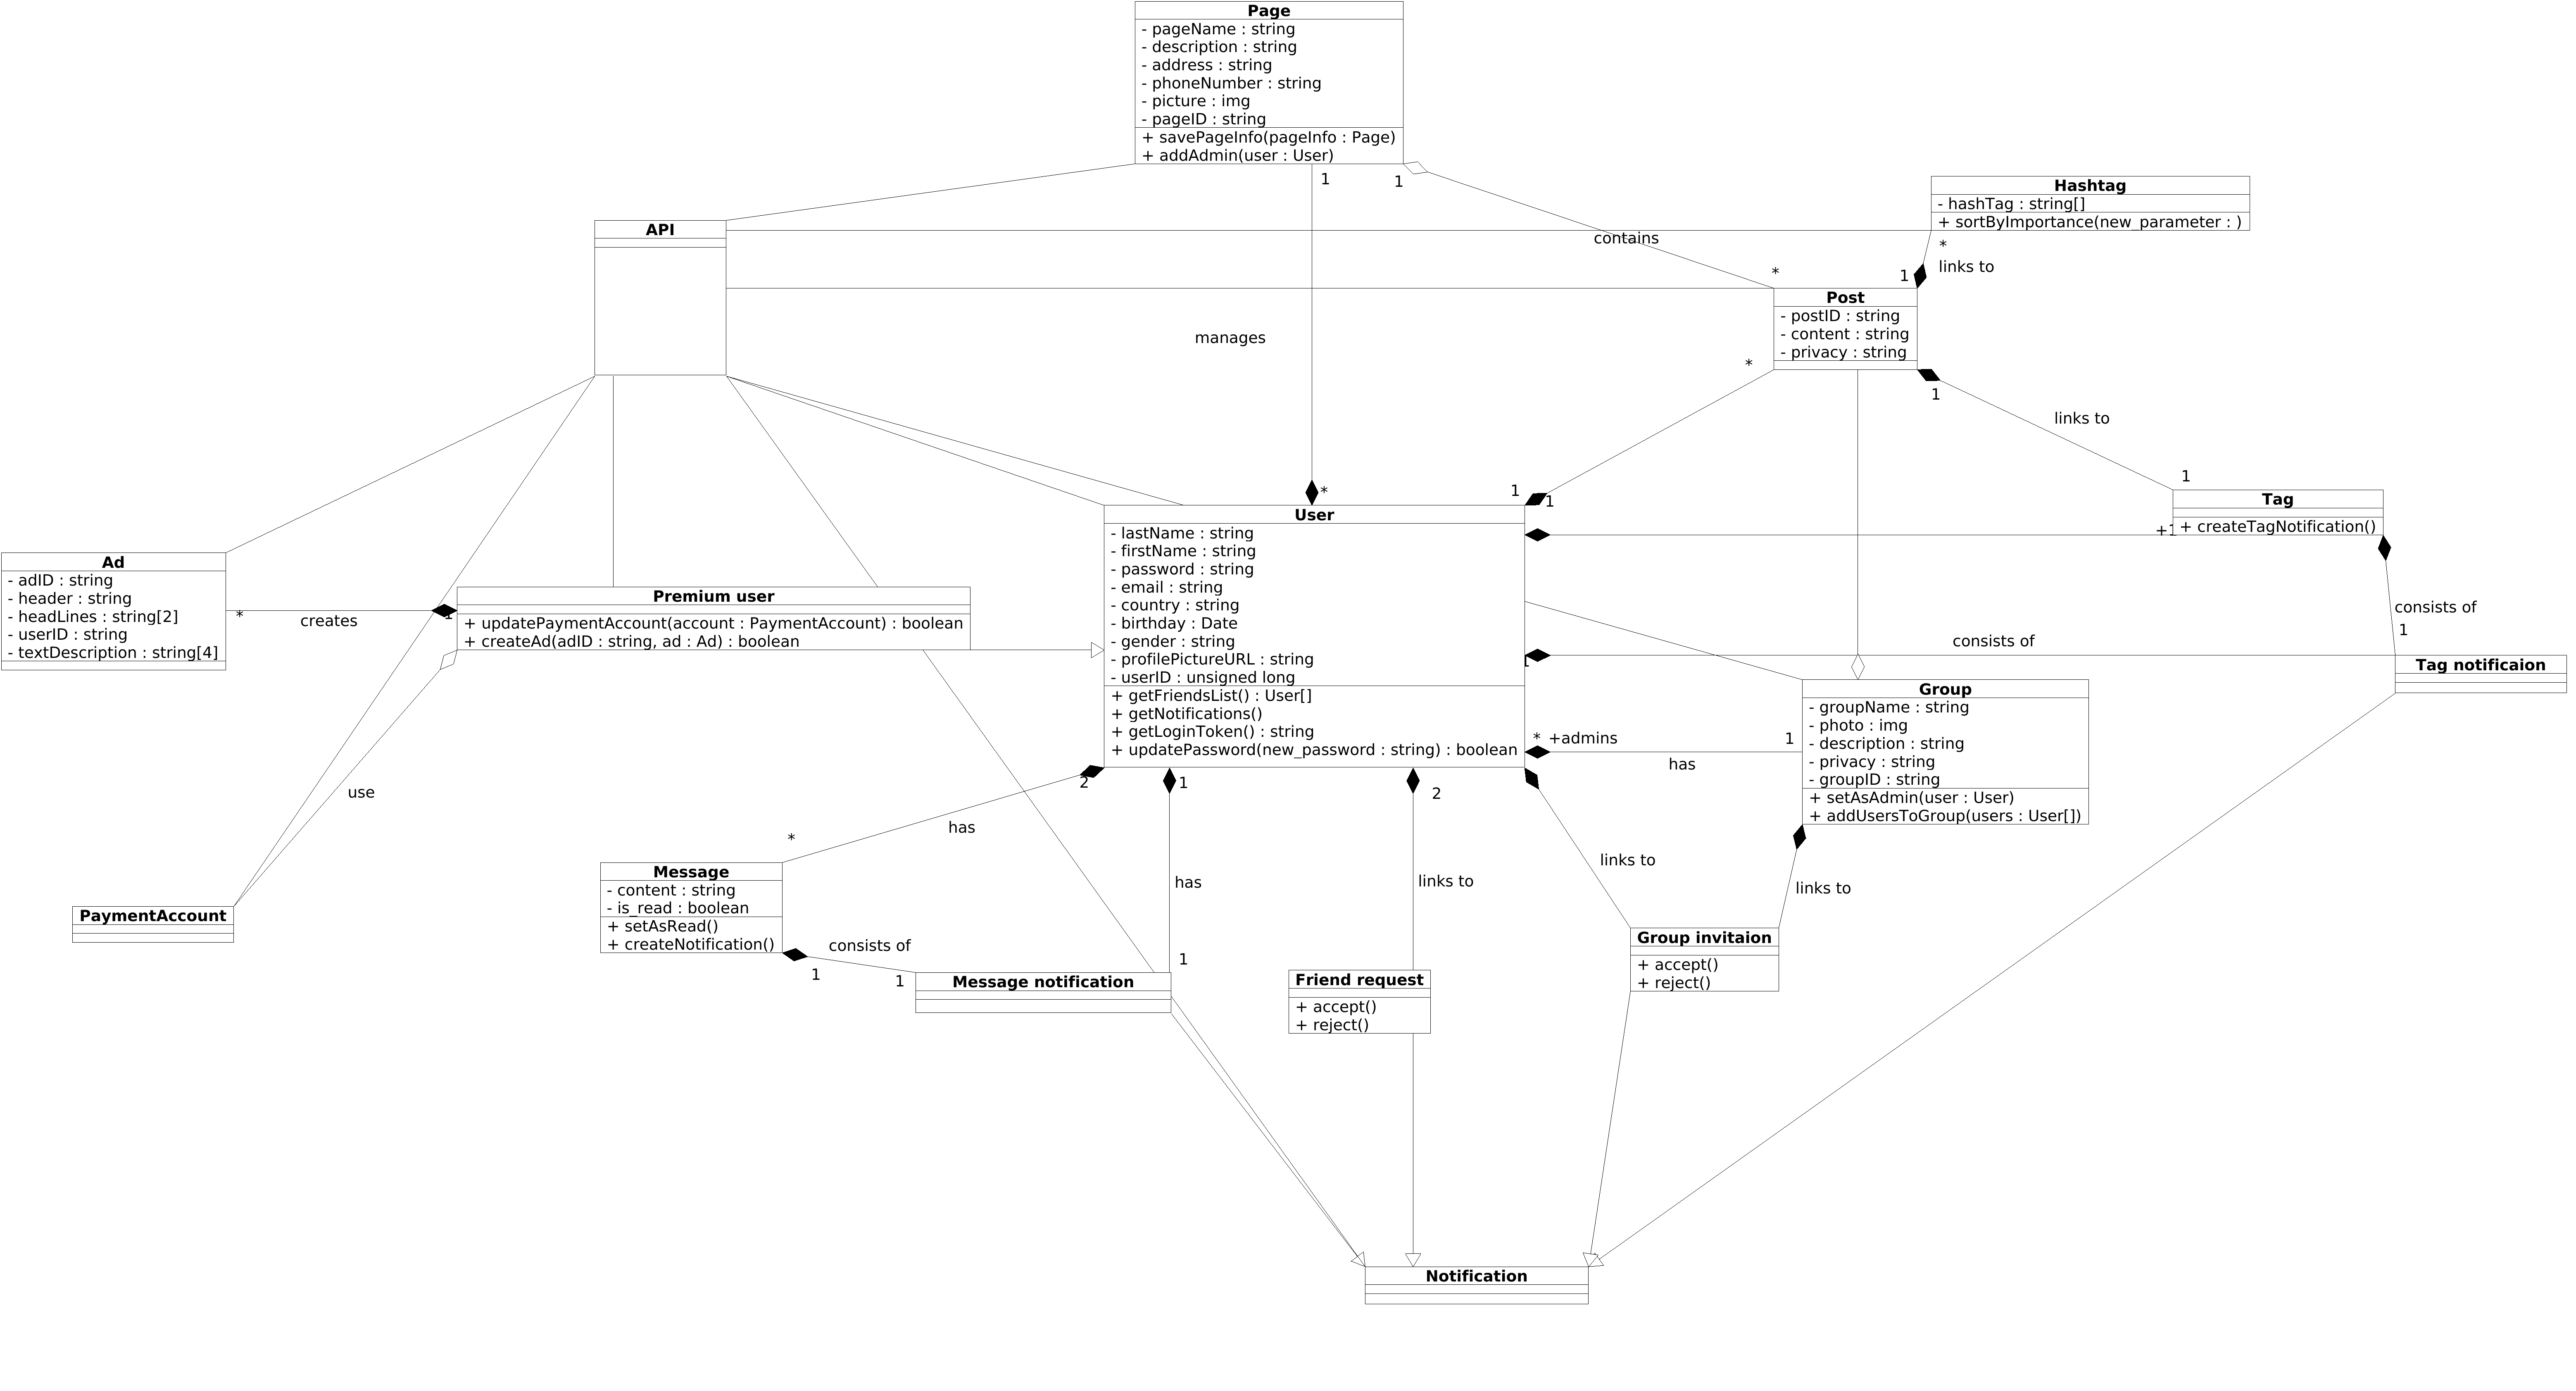 Page
- pageName : string
- description : string
- address : string
- phoneNumber : string
- picture : img
- pageID : string
+ savePageInfo(pageInfo : Page)
+ addAdmin(user : User)
1
1
Hashtag
- hashTag : string[]
+ sortByImportance(new_parameter : )
*
links to
1
API
contains
*
Post
- postID : string
- content : string
- privacy : string
manages
*
1
links to
1
*
1
1
Tag
+ createTagNotification()
+1
User
- lastName : string
- firstName : string
- password : string
- email : string
- country : string
- birthday : Date
- gender : string
- profilePictureURL : string
- userID : unsigned long
+ getFriendsList() : User[]
+ getNotifications()
+ getLoginToken() : string
+ updatePassword(new_password : string) : boolean
Ad
- adID : string
- header : string
- headLines : string[2]
- userID : string
- textDescription : string[4]
*
creates
1
Premium user
+ updatePaymentAccount(account : PaymentAccount) : boolean
+ createAd(adID : string, ad : Ad) : boolean
consists of
1
consists of
1
Tag notificaion
Group
- groupName : string
- photo : img
- description : string
- privacy : string
- groupID : string
+ setAsAdmin(user : User)
+ addUsersToGroup(users : User[])
* +admins
1
has
use
2
1
2
has
*
Message
- content : string
- is_read : boolean
+ setAsRead()
+ createNotification()
has
links to
links to
links to
PaymentAccount
consists of
1
1
1
Message notification
Friend request
+ accept()
+ reject()
Group invitaion
+ accept()
+ reject()
Notification